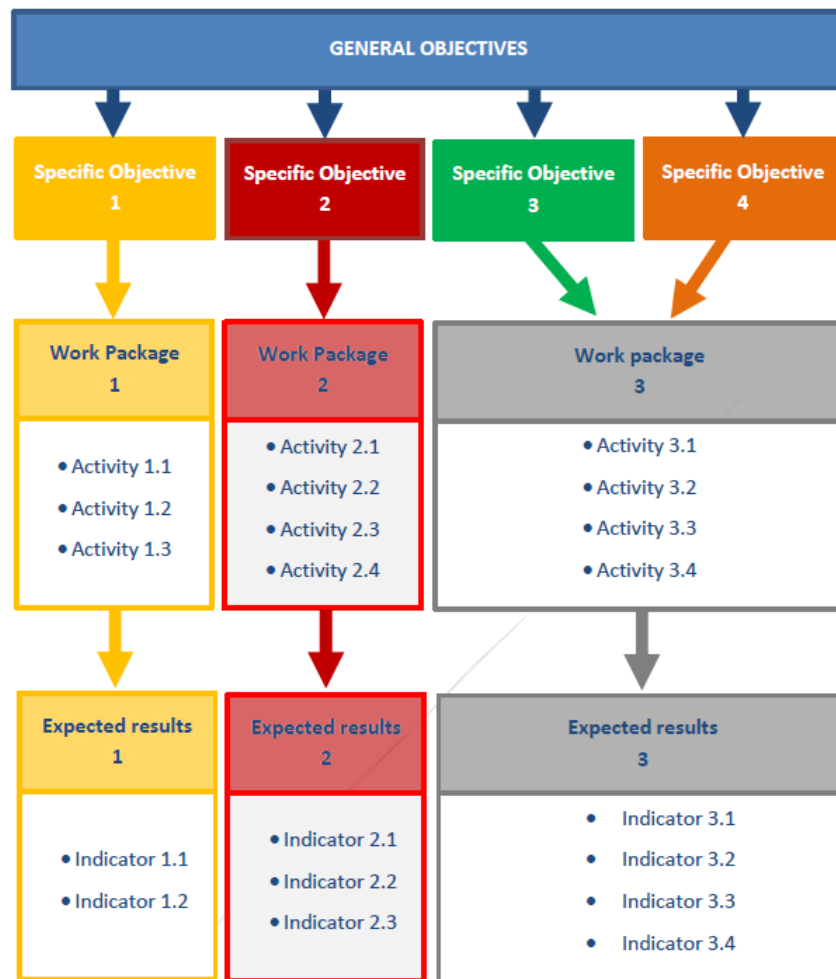 GENERAL OBJECTIVES
Specific Objective
1
Specific Objective
2
Specific Objective
3
Specific Objective
4
Work Package
1
• Activity 1.1
• Activity 1.2
• Activity 1.3
Work Package
2
• Activity 2.1
• Activity 2.2
• Activity 2.3
• Activity 2.4
Work package
3
• Activity 3.1
• Activity 3.2
• Activity 3.3
• Activity 3.4
Expected results
1
• Indicator 1.1
• Indicator 1.2
Expected results
2
• Indicator 2.1
• Indicator 2.2
• Indicator 2.3
Expected results
3
• Indicator 3.1
• Indicator 3.2
• Indicator 3.3
• Indicator 3.4